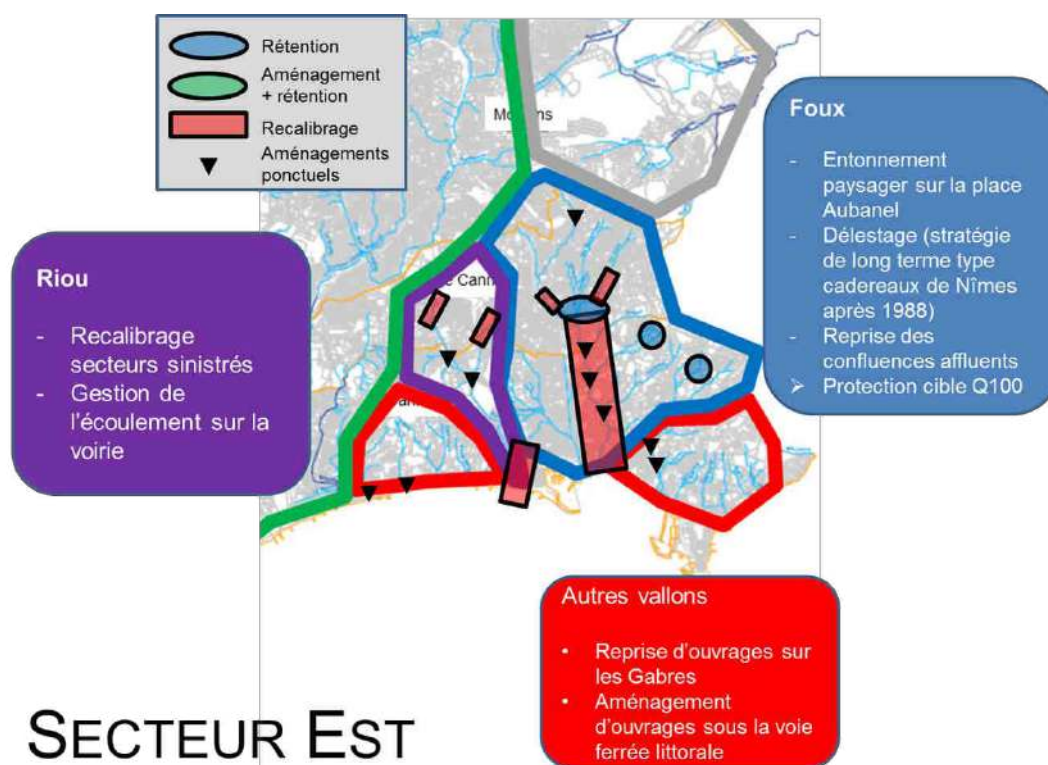 Rétention
Aménagement
+ rétention
Recalibrage
Aménagements
ponctuels
Foux
- Entonnement
paysager sur la place
Aubanel
- Délestage (stratégie
de long terme type
cadereaux de Nîmes
après 1988)
- Reprise des
confluences affluents
➢ Protection cible Q100
Riou
- Recalibrage
secteurs sinistrés
- Gestion de
l'écoulement sur la
voirie
Autres vallons
• Reprise d'ouvrages sur
les Gabres
• Aménagement
d'ouvrages sous la voie
ferrée littorale
SECTEUR EST